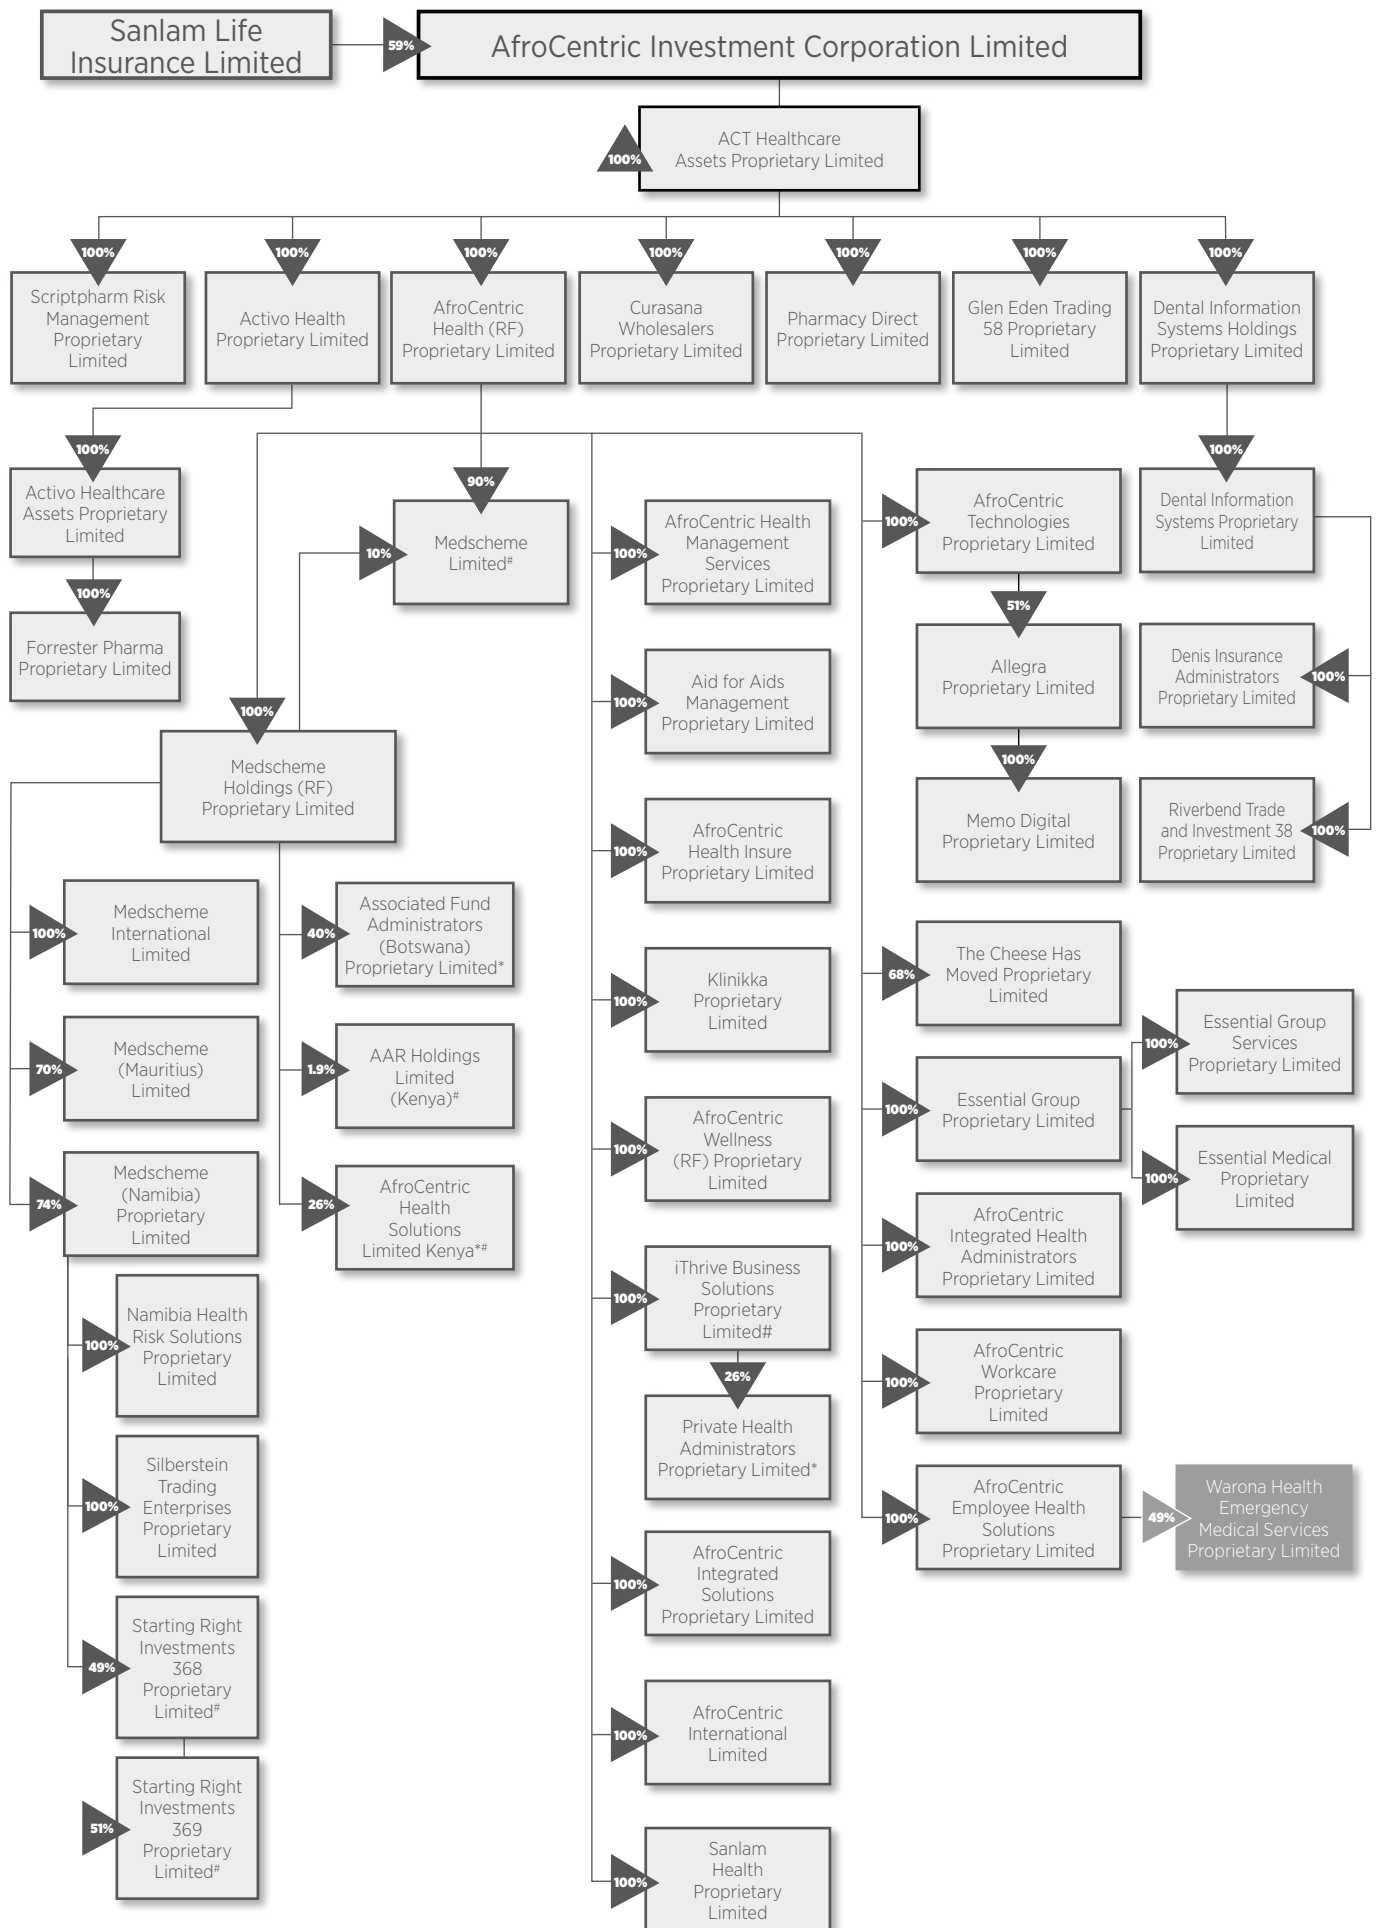 Sanlam Life
Insurance Limited
59%
AfroCentric Investment Corporation Limited
100%
ACT Healthcare
Assets Proprietary Limited
100%
100%
100%
100%
100%
100%
100%
Scriptpharm Risk
Management
Proprietary
Limited
Activo Health
Proprietary Limited
AfroCentric
Health (RF)
Proprietary Limited
Curasana
Wholesalers
Proprietary Limited
Pharmacy Direct
Proprietary Limited
Glen Eden Trading
58 Proprietary
Limited
Dental Information
Systems Holdings
Proprietary Limited
100%
Activo Healthcare
Assets Proprietary
Limited
100%
Forrester Pharma
Proprietary Limited
90%
10%
Medscheme
Limited#
100%
Medscheme
Holdings (RF)
Proprietary Limited
100%
Medscheme
International
Limited
70%
Medscheme
(Mauritius)
Limited
74%
Medscheme
(Namibia)
Proprietary
Limited
100%
Namibia Health
Risk Solutions
Proprietary
Limited
100%
Silberstein
Trading
Enterprises
Proprietary
Limited
49%
Starting Right
Investments
368
Proprietary
Limited#
51%
Starting Right
Investments
369
Proprietary
Limited#
40%
Associated Fund
Administrators
(Botswana)
Proprietary Limited*
1.9%
AAR Holdings
Limited
(Kenya)#
26%
AfroCentric
Health
Solutions
Limited Kenya*#
100%
AfroCentric Health
Management
Services
Proprietary Limited
100%
Aid for Aids
Management
Proprietary Limited
100%
AfroCentric
Health Insure
Proprietary Limited
100%
Klinikka
Proprietary
Limited
100%
AfroCentric
Wellness
(RF) Proprietary
Limited
100%
iThrive Business
Solutions
Proprietary
Limited#
26%
Private Health
Administrators
Proprietary Limited*
100%
AfroCentric
Integrated
Solutions
Proprietary Limited
100%
AfroCentric
International
Limited
100%
Sanlam
Health
Proprietary
Limited
100%
AfroCentric
Technologies
Proprietary Limited
51%
Allegra
Proprietary Limited
100%
Memo Digital
Proprietary Limited
68%
The Cheese Has
Moved Proprietary
Limited
100%
Essential Group
Proprietary Limited
100%
Essential Group
Services
Proprietary Limited
100%
Essential Medical
Proprietary
Limited
100%
AfroCentric
Integrated Health
Administrators
Proprietary Limited
100%
AfroCentric
Workcare
Proprietary
Limited
100%
AfroCentric
Employee Health
Solutions
Proprietary Limited
49%
Warona Health
Emergency
Medical Services
Proprietary Limited
100%
Dental Information
Systems Proprietary
Limited
Denis Insurance
Administrators
Proprietary Limited
100%
Riverbend Trade
and Investment 38
Proprietary Limited
100%